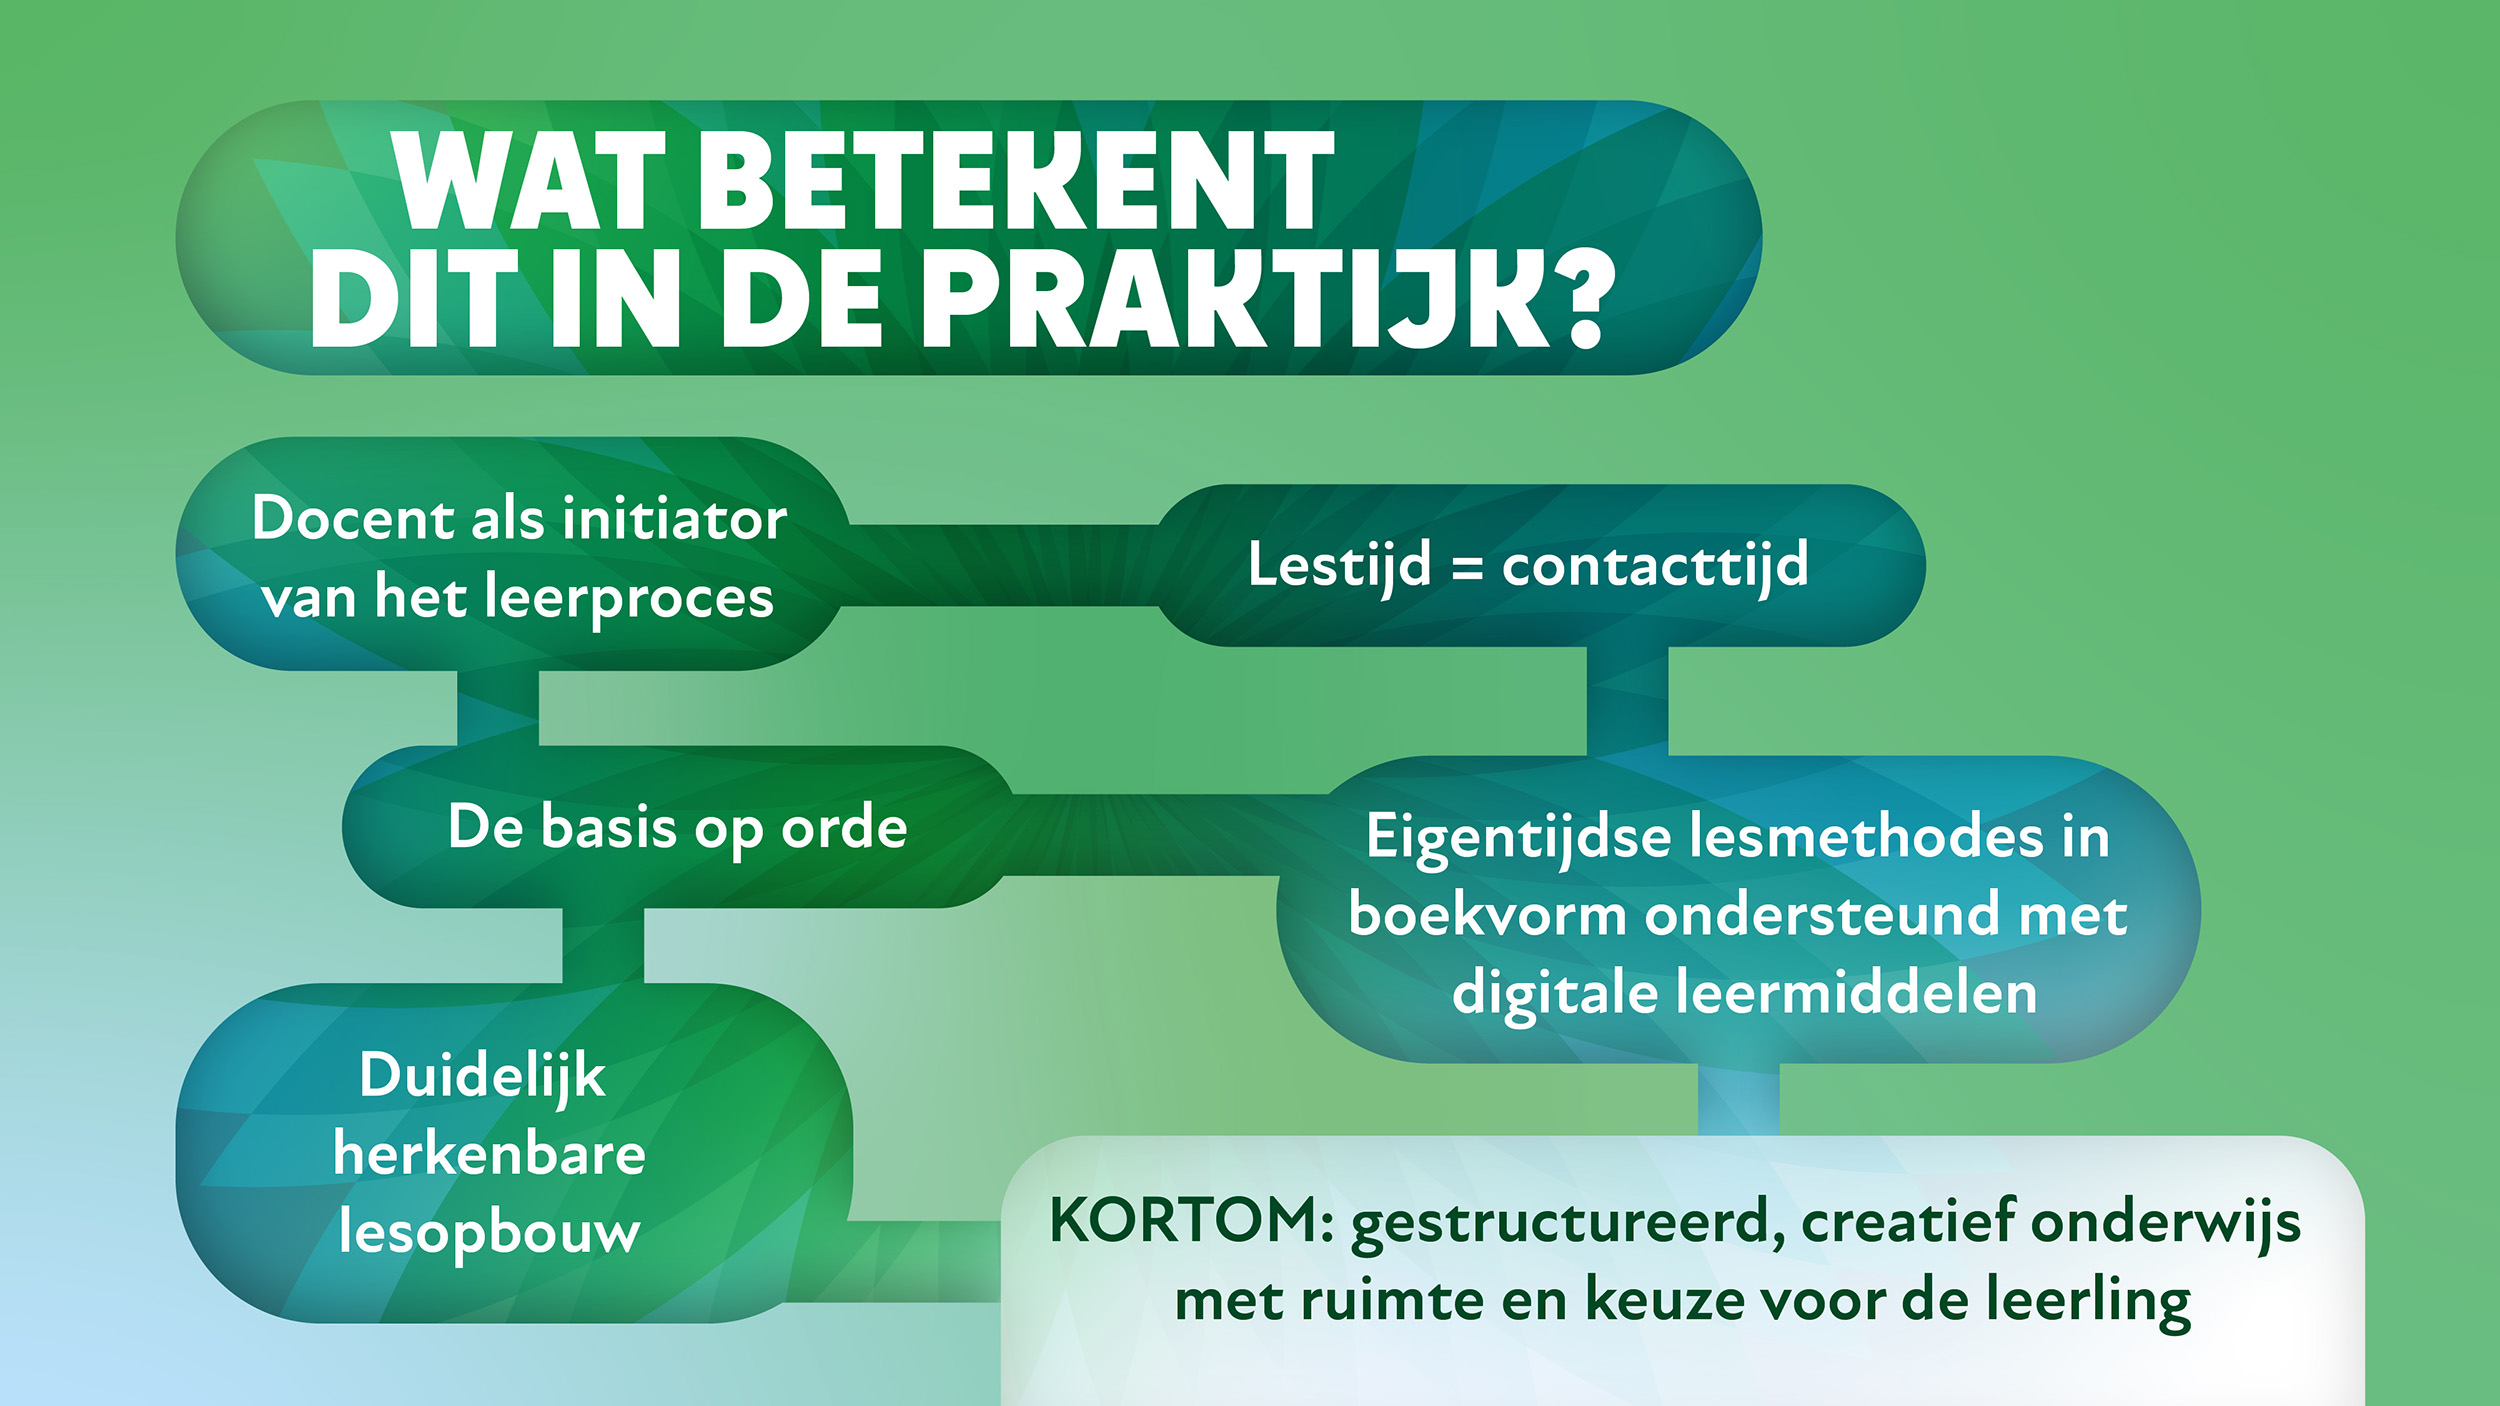 WAT BETEKENT
DIT IN DE PRAKTIJK?
Docent als initiator
van het leerproces
Lestijd = contacttijd
De basis op orde
Eigentijdse lesmethodes in
boekvorm ondersteund met
digitale leermiddelen
Duidelijk
herkenbare
lesopbouw
KORTOM: gestructureerd, creatief onderwijs
met ruimte en keuze voor de leerling